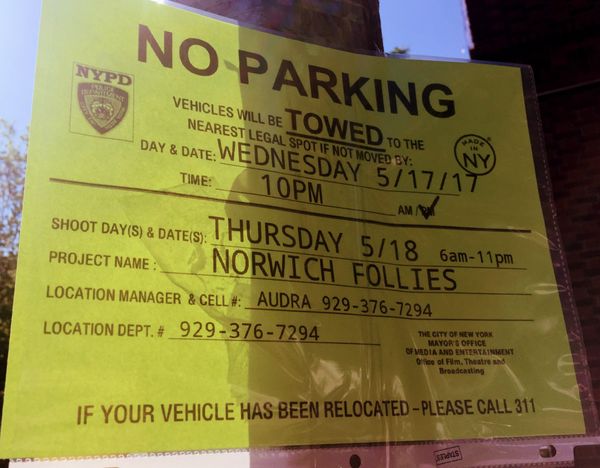 NO PARKING
NYPD
POLICE
DEPARTMENT
VEHICLES WILL BE TOWED TO THE
NEAREST LEGAL SPOT IF NOT MOVED BY:
MADE
IN
NY
DAY & DATE: WEDNESDAY 5/17/17
TIME: 10PM AM / PM
SHOOT DAY(S) & DATE(S): THURSDAY 5/18 6am-11pm
PROJECT NAME : NORWICH FOLLIES
LOCATION MANAGER & CELL#: AUDRA 929-376-7294
LOCATION DEPT. # 929-376-7294
THE CITY OF NEW YORK
MAYOR'S OFFICE
OF MEDIA AND ENTERTAINMENT
Office of Film, Theatre and
Broadcasting
IF YOUR VEHICLE HAS BEEN RELOCATED – PLEASE CALL 311
STAPLES